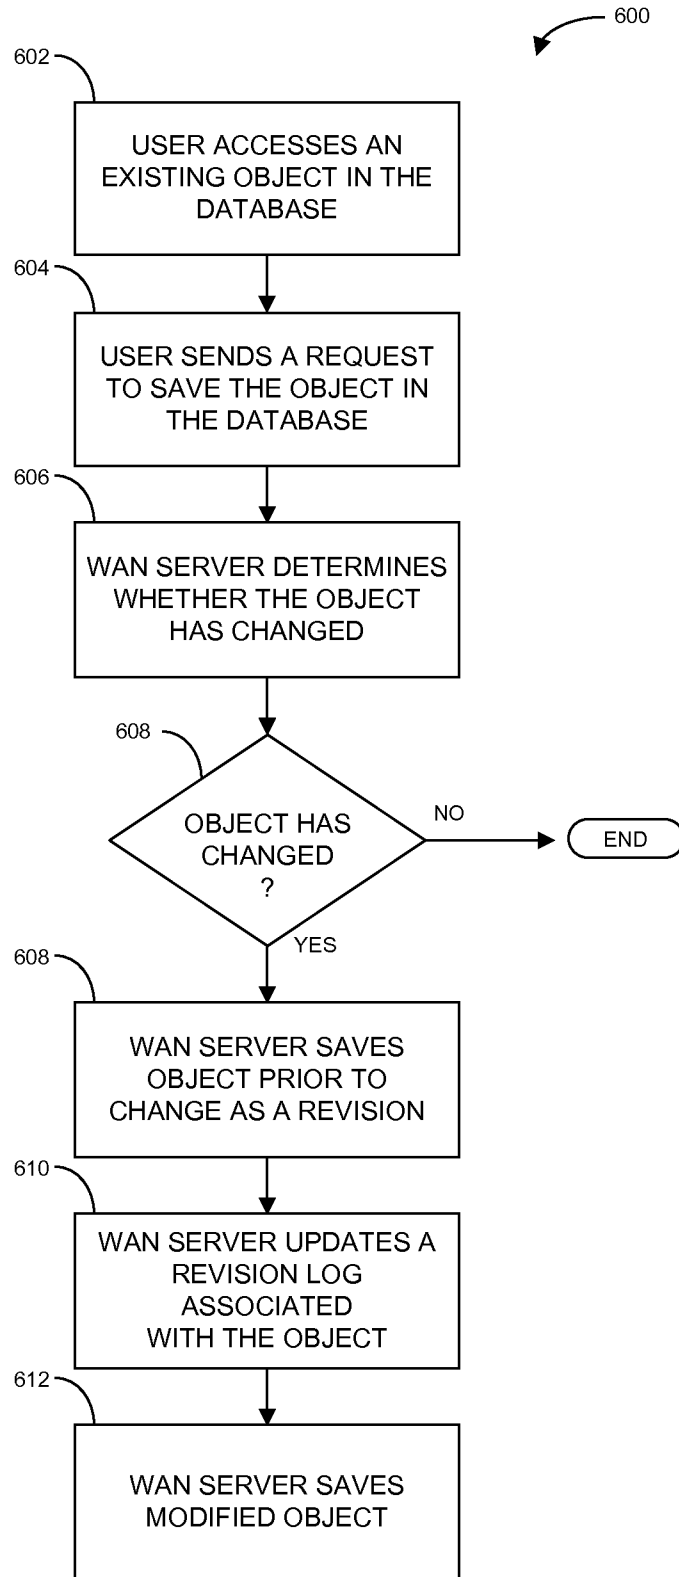 600
602
USER ACCESSES AN
EXISTING OBJECT IN THE
DATABASE
604
USER SENDS A REQUEST
TO SAVE THE OBJECT IN
THE DATABASE
606
WAN SERVER DETERMINES
WHETHER THE OBJECT
HAS CHANGED
608
OBJECT HAS
CHANGED
?
NO
END
YES
608
WAN SERVER SAVES
OBJECT PRIOR TO
CHANGE AS A REVISION
610
WAN SERVER UPDATES A
REVISION LOG
ASSOCIATED
WITH THE OBJECT
612
WAN SERVER SAVES
MODIFIED OBJECT